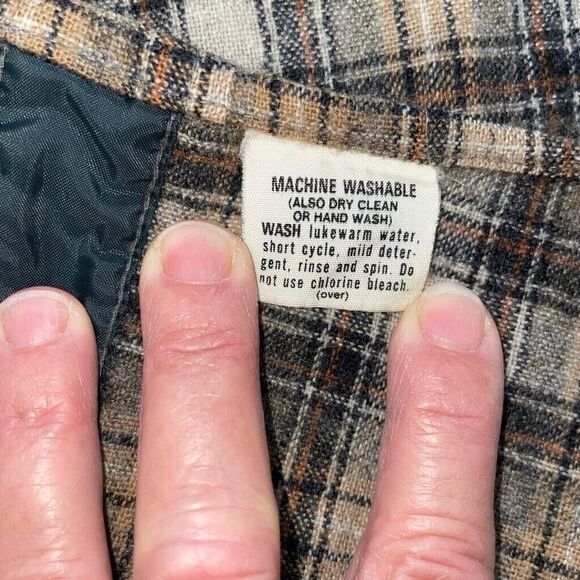 MACHINE WASHABLE
(ALSO DRY CLEAN
OR HAND WASH)
WASH lukewarm water,
short cycle, mild deter-
gent, rinse and spin. Do
not use chlorine bleach.
(over)